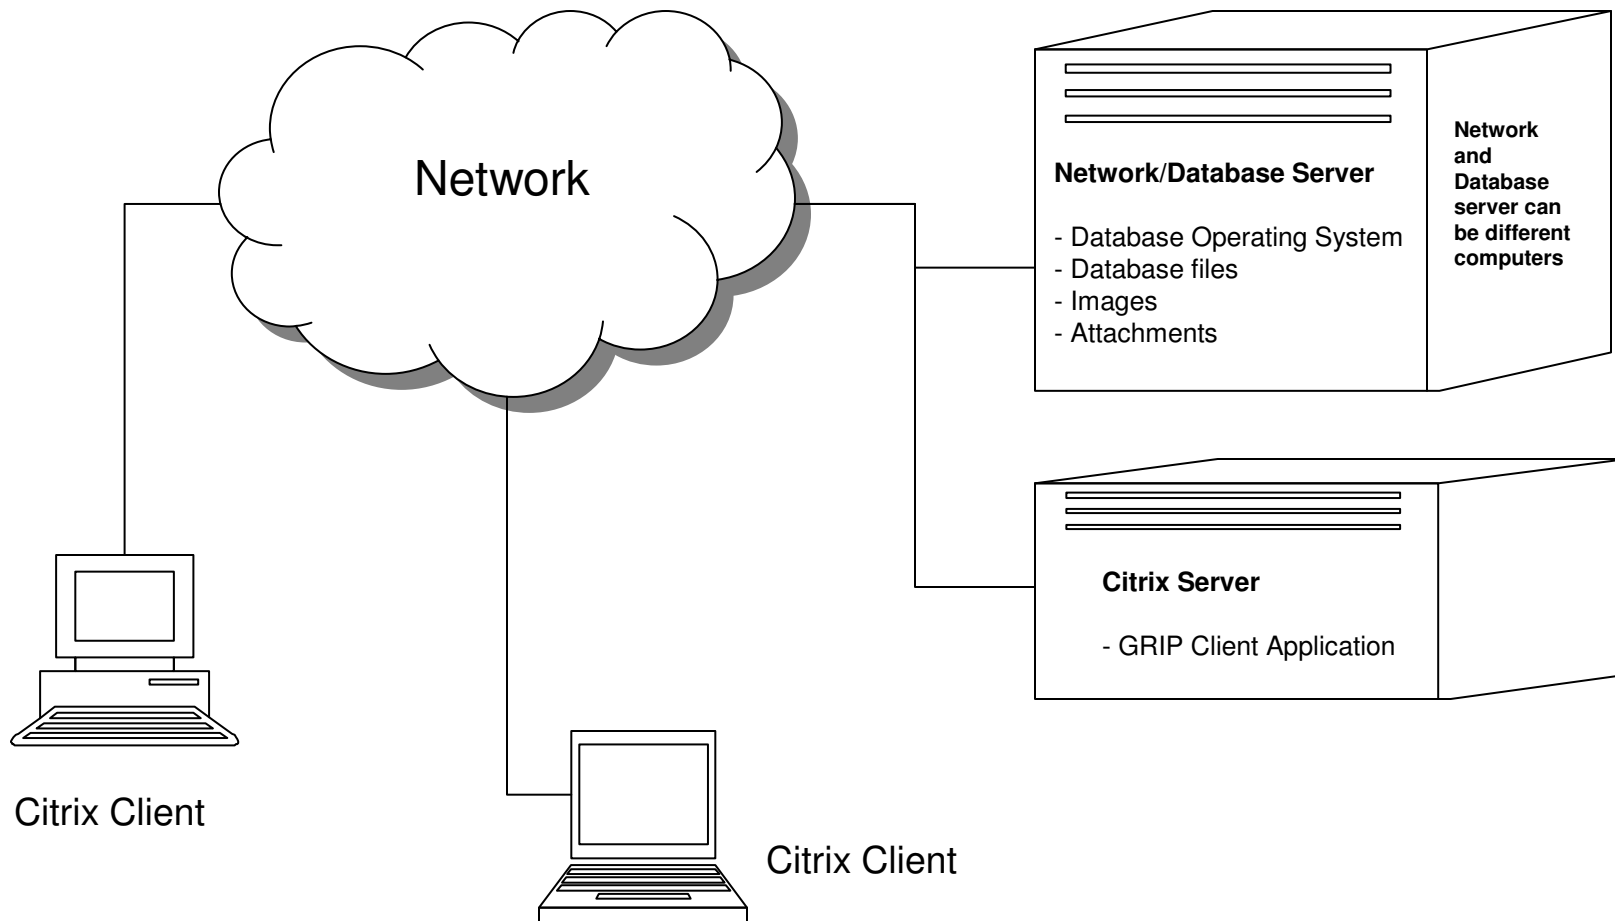 Network
Network/Database Server
- Database Operating System
- Database files
- Images
- Attachments
Network
and
Database
server can
be different
computers
Citrix Server
- GRIP Client Application
Citrix Client
Citrix Client